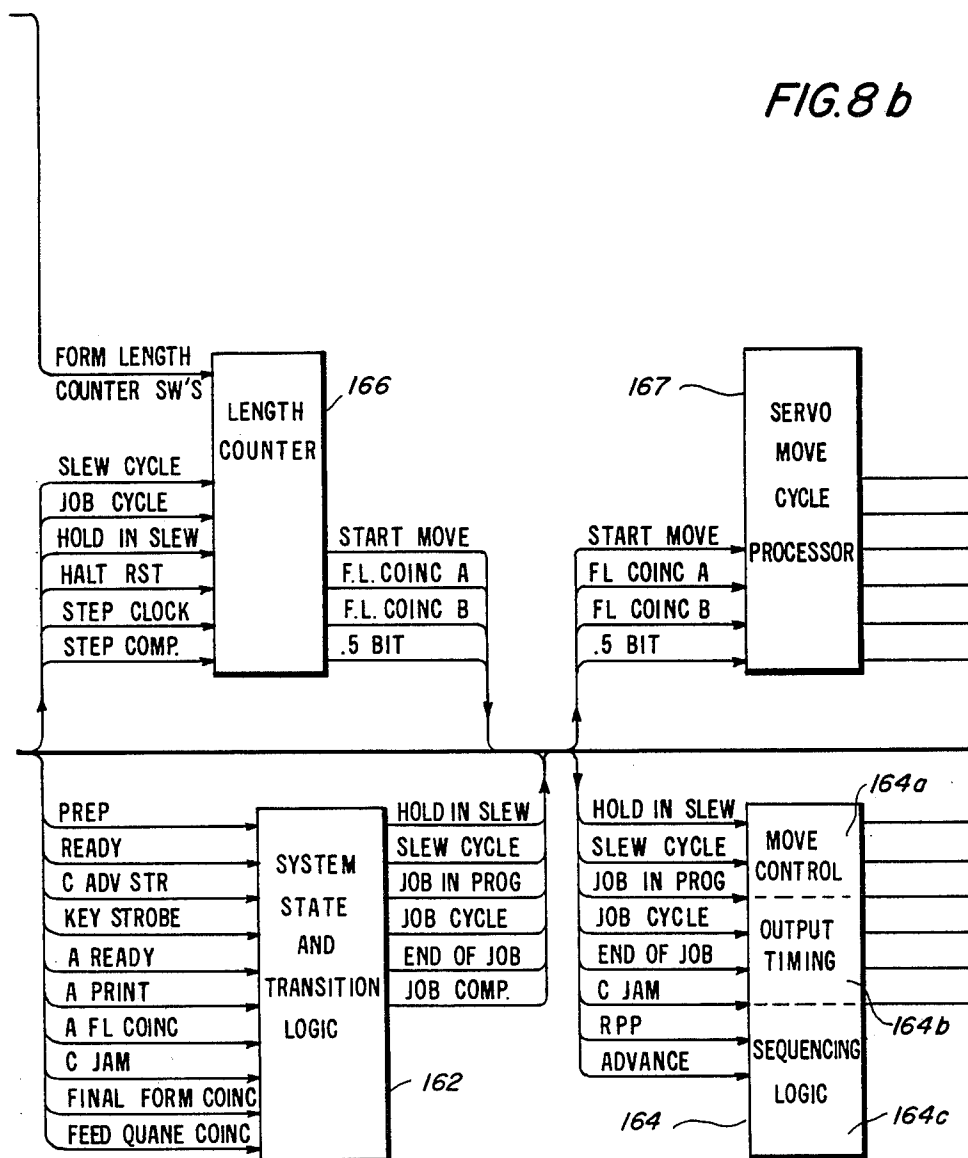 FIG.8b
FORM LENGTH
COUNTER SW'S
LENGTH
COUNTER
166
SLEW CYCLE
JOB CYCLE
HOLD IN SLEW
HALT RST
STEP CLOCK
STEP COMP.
START MOVE
F.L. COINC A
F.L. COINC B
.5 BIT
167
SERVO
MOVE
CYCLE
PROCESSOR
START MOVE
FL COINC A
FL COINC B
.5 BIT
PREP
READY
C ADV STR
KEY STROBE
A READY
A PRINT
A FL COINC
C JAM
FINAL FORM COINC
FEED QUANE COINC
SYSTEM
STATE
AND
TRANSITION
LOGIC
162
HOLD IN SLEW
SLEW CYCLE
JOB IN PROG
JOB CYCLE
END OF JOB
JOB COMP.
HOLD IN SLEW
SLEW CYCLE
JOB IN PROG
JOB CYCLE
END OF JOB
C JAM
RPP
ADVANCE
164a
MOVE
CONTROL
OUTPUT
TIMING
164b
SEQUENCING
LOGIC
164
164c